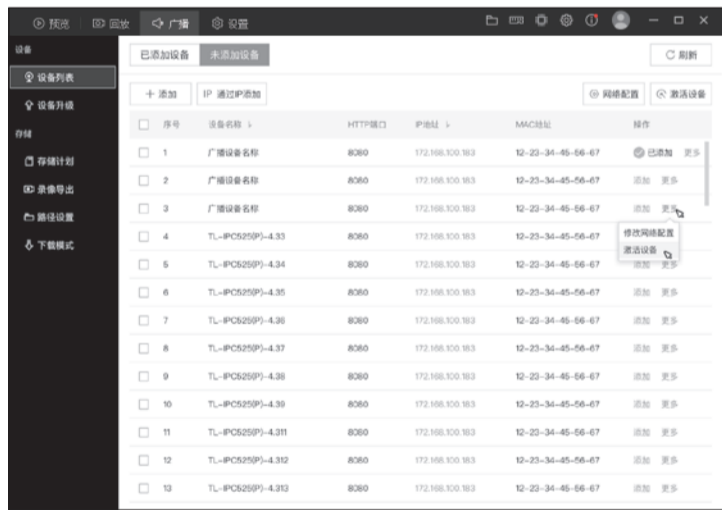 预览 回放 广播 设置
设备
设备列表
设备升级
存储
存储计划
录像导出
路径设置
下载模式
已添加设备 未添加设备 刷新
添加 IP 通过IP添加 网络配置 激活设备
序号 设备名称 HTTP端口 IP地址 MAC地址 操作
1 广播设备名称 8080 172.168.100.183 12-23-34-45-56-67 已添加 更多
2 广播设备名称 8080 172.168.100.183 12-23-34-45-56-67 添加 更多
3 广播设备名称 8080 172.168.100.183 12-23-34-45-56-67 添加 更多
修改网络配置
激活设备
4 TL-IPC525(P)-4.33 8080 172.168.100.183 12-23-34-45-56-67
5 TL-IPC525(P)-4.34 8080 172.168.100.183 12-23-34-45-56-67 添加 更多
6 TL-IPC525(P)-4.35 8080 172.168.100.183 12-23-34-45-56-67 添加 更多
7 TL-IPC525(P)-4.36 8080 172.168.100.183 12-23-34-45-56-67 添加 更多
8 TL-IPC525(P)-4.37 8080 172.168.100.183 12-23-34-45-56-67 添加 更多
9 TL-IPC525(P)-4.38 8080 172.168.100.183 12-23-34-45-56-67 添加 更多
10 TL-IPC525(P)-4.39 8080 172.168.100.183 12-23-34-45-56-67 添加 更多
11 TL-IPC525(P)-4.311 8080 172.168.100.183 12-23-34-45-56-67 添加 更多
12 TL-IPC525(P)-4.312 8080 172.168.100.183 12-23-34-45-56-67 添加 更多
13 TL-IPC525(P)-4.313 8080 172.168.100.183 12-23-34-45-56-67 添加 更多